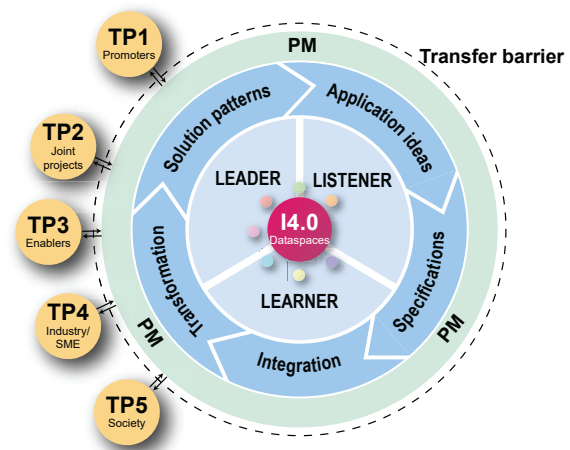 TP1
Promoters
PM
Transfer barrier
Solution patterns
Application ideas
TP2
Joint
projects
LEADER
LISTENER
TP3
Enablers
I4.0
Dataspaces
Transformation
Specifications
LEARNER
TP4
Industry/
SME
PM
PM
Integration
TP5
Society